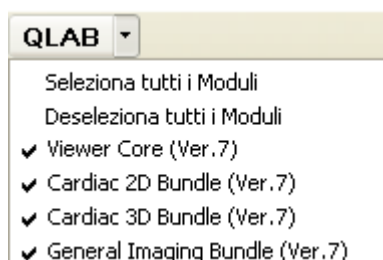 QLAB
Seleziona tutti i Moduli
Deseleziona tutti i Moduli
Viewer Core (Ver.7)
Cardiac 2D Bundle (Ver.7)
Cardiac 3D Bundle (Ver.7)
General Imaging Bundle (Ver.7)